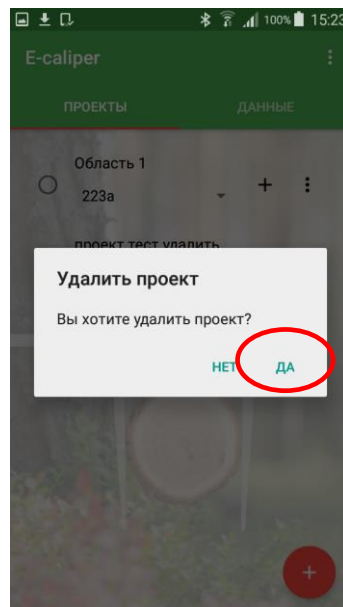 100% 15:23
E-caliper
ПРОЕКТЫ ДАННЫЕ
Область 1
223а
проект тест удалить
Удалить проект
Вы хотите удалить проект?
НЕТ ДА